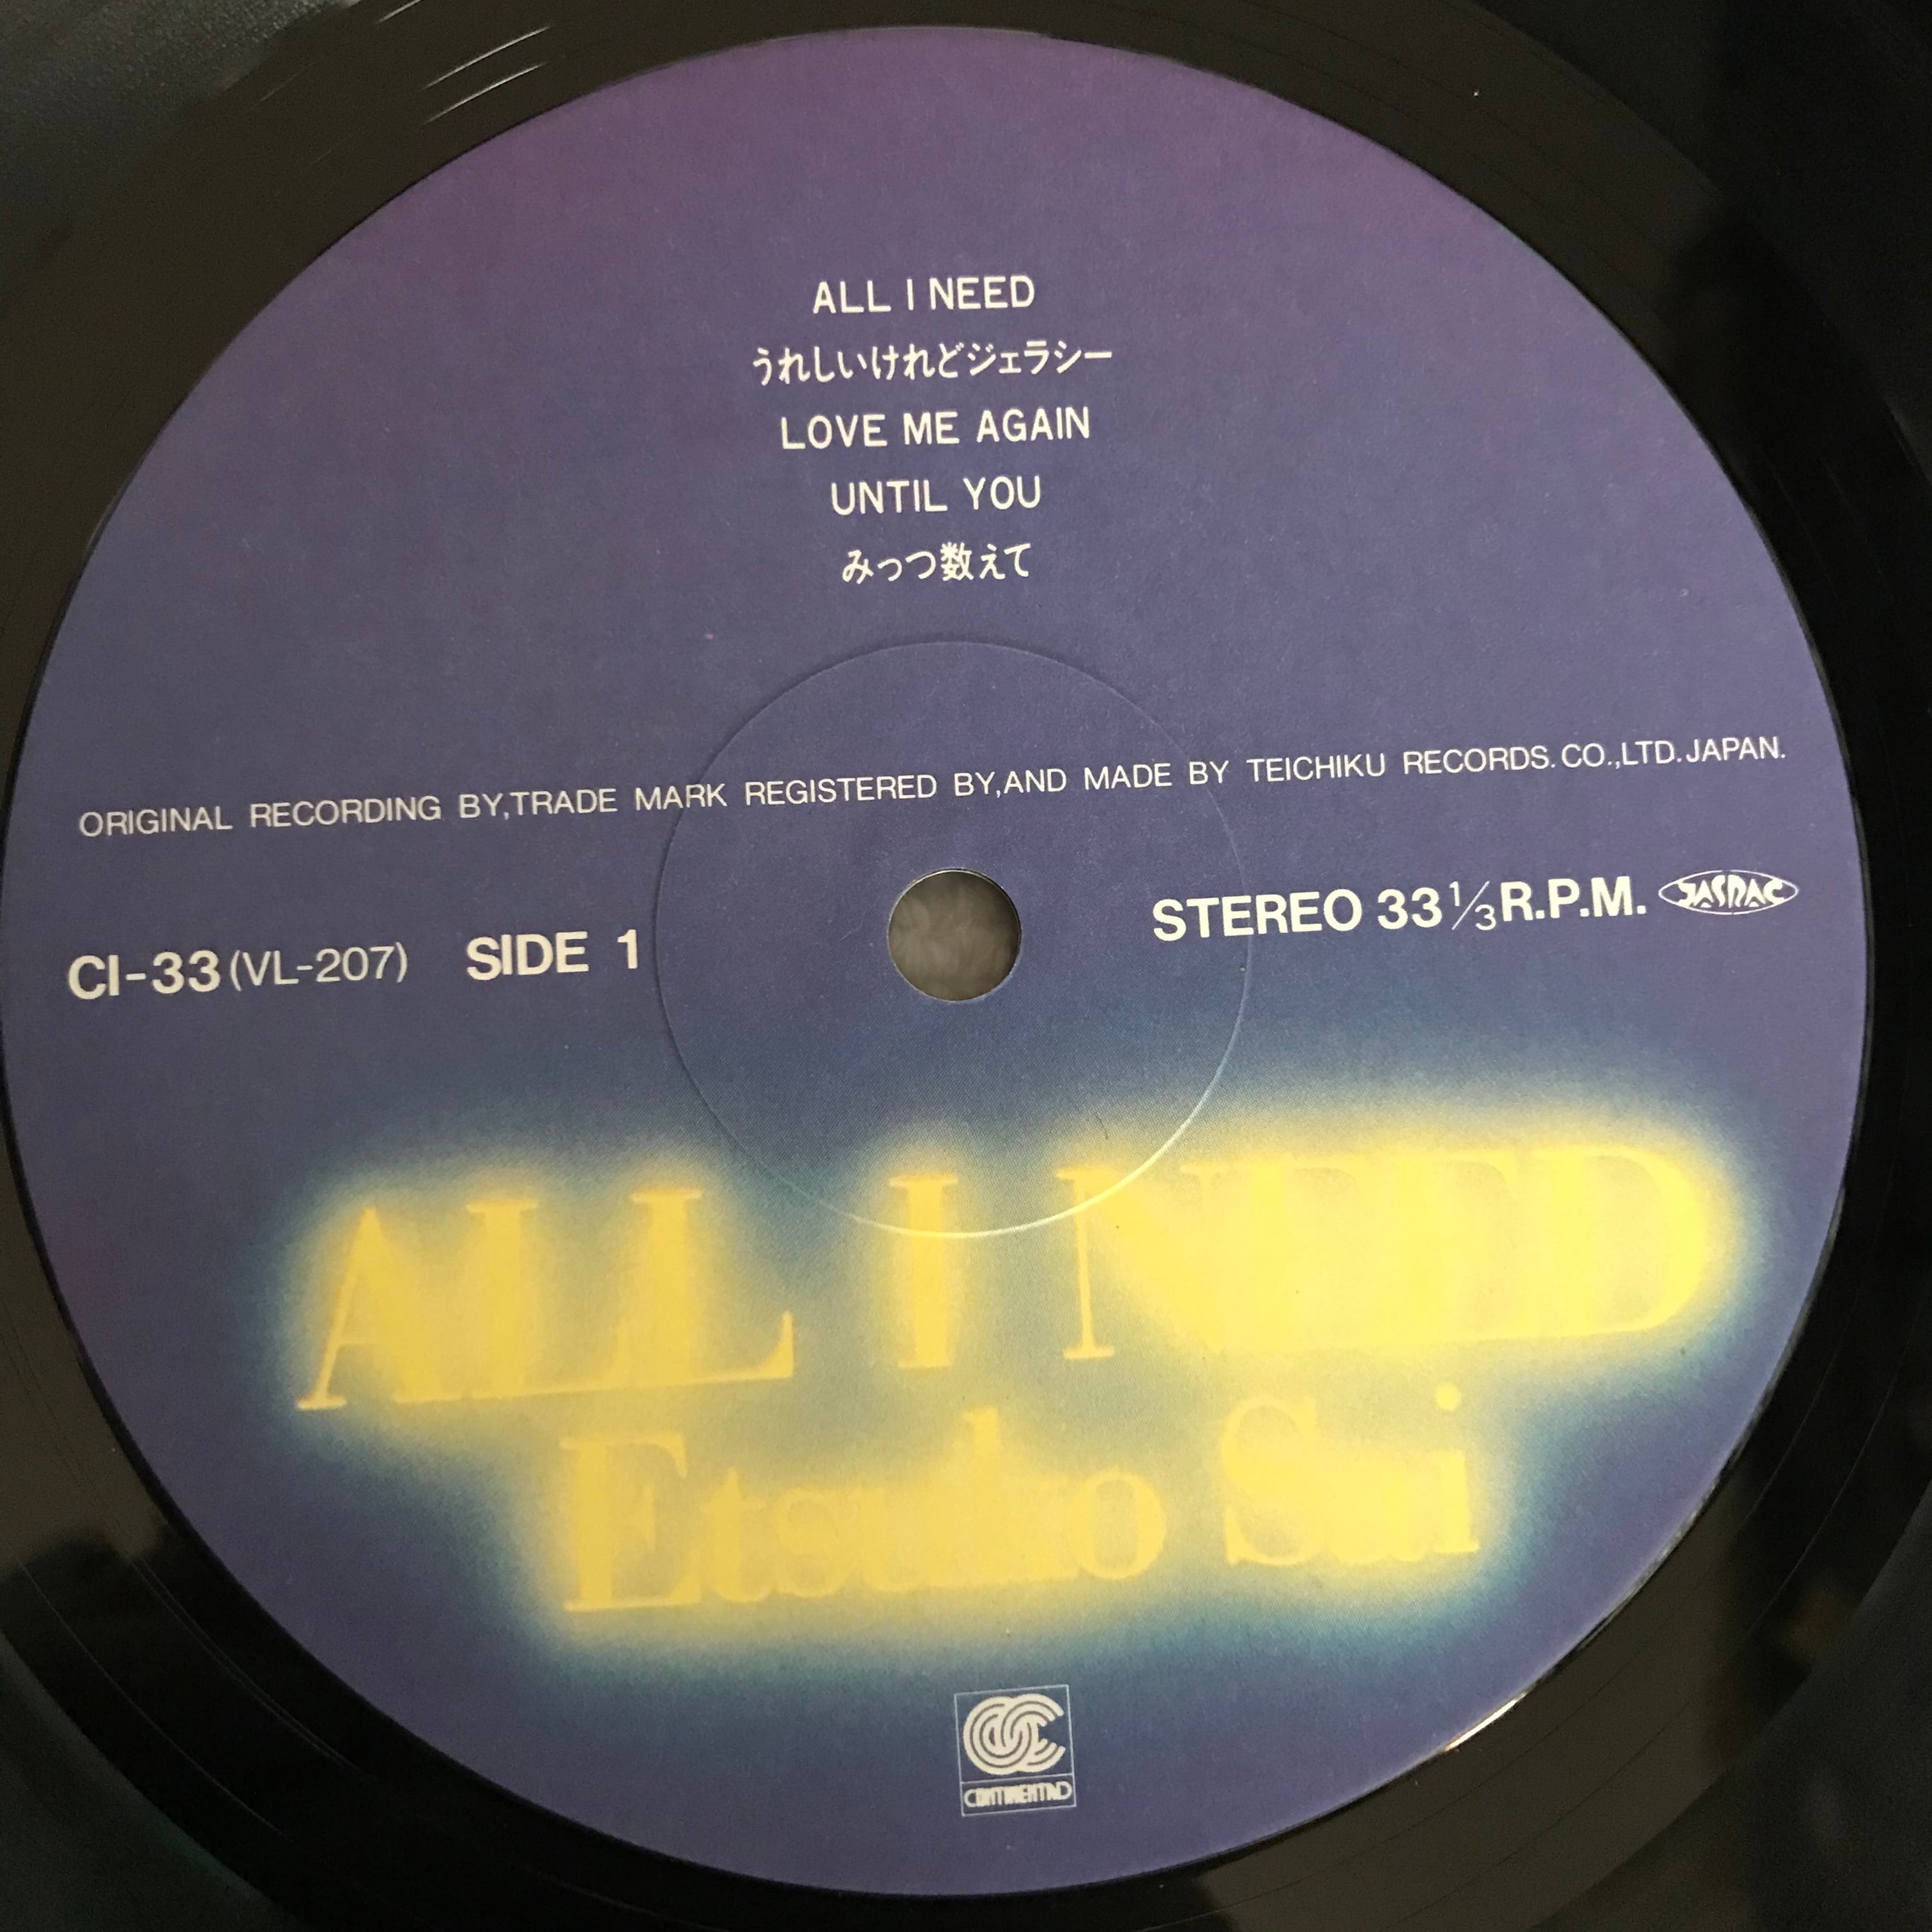 ALL I NEED
うれしいけれどジェラシー
LOVE ME AGAIN
UNTIL YOU
みっつ数えて
ORIGINAL RECORDING BY,TRADE MARK REGISTERED BY,AND MADE BY TEICHIKU RECORDS.CO.,LTD.JAPAN.
CI-33(VL-207) SIDE 1
STEREO 33⅓R.P.M. JASRAC
ALL I NEED
Etsuko Sai
CONTINENTAL